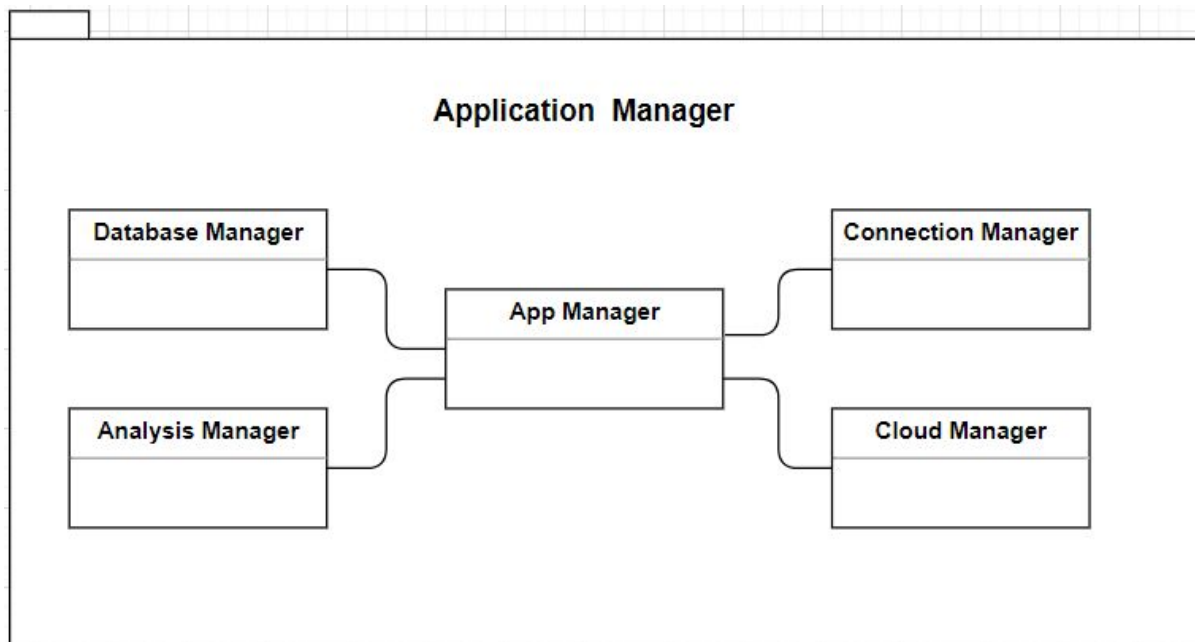 Application Manager
Database Manager
Connection Manager
App Manager
Analysis Manager
Cloud Manager